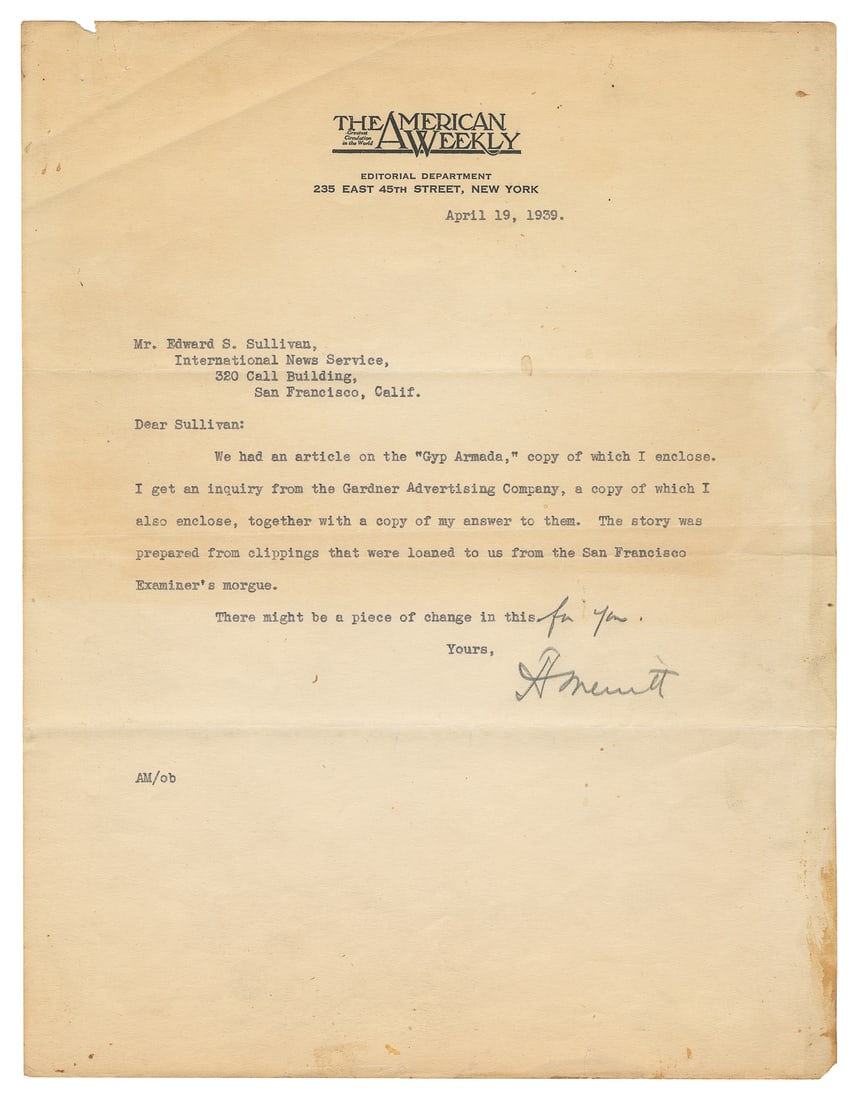 THE AMERICAN WEEKLY
Greatest
Circulation
in the World
EDITORIAL DEPARTMENT
235 EAST 45TH STREET, NEW YORK
April 19, 1939.
Mr. Edward S. Sullivan,
International News Service,
320 Call Building,
San Francisco, Calif.
Dear Sullivan:
We had an article on the "Gyp Armada," copy of which I enclose.
I get an inquiry from the Gardner Advertising Company, a copy of which I
also enclose, together with a copy of my answer to them. The story was
prepared from clippings that were loaned to us from the San Francisco
Examiner's morgue.
There might be a piece of change in this for you.
Yours,
A Merritt
AM/ob